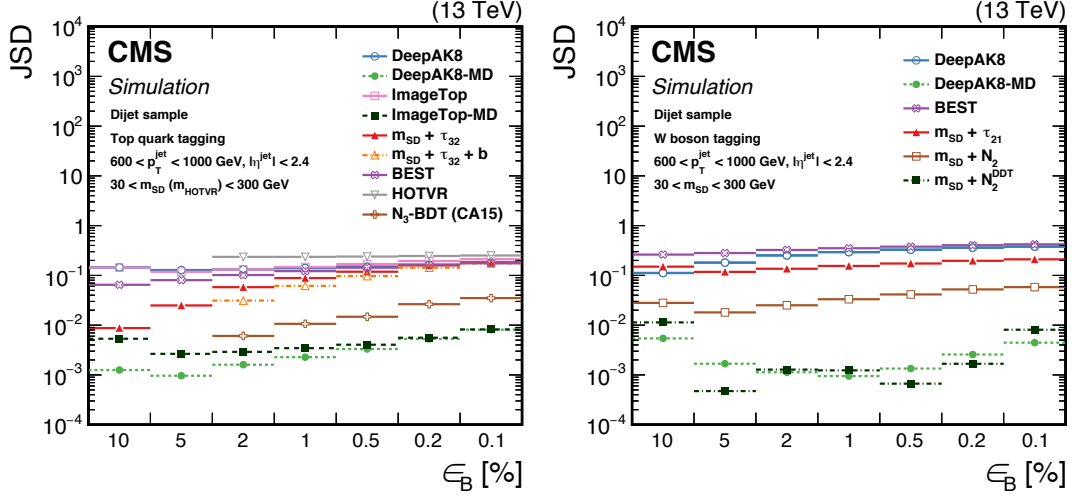 (13 TeV)
JSD
10^4
10^3
10^2
10
1
10^−1
10^−2
10^−3
10^−4
CMS
Simulation
Dijet sample
Top quark tagging
600 < p_T^jet < 1000 GeV, |η^jet| < 2.4
30 < m_SD (m_HOTVR) < 300 GeV
DeepAK8
DeepAK8-MD
ImageTop
ImageTop-MD
m_SD + τ_32
m_SD + τ_32 + b
BEST
HOTVR
N_3-BDT (CA15)
10 5 2 1 0.5 0.2 0.1
∈_B [%]
(13 TeV)
JSD
10^4
10^3
10^2
10
1
10^−1
10^−2
10^−3
10^−4
CMS
Simulation
Dijet sample
W boson tagging
600 < p_T^jet < 1000 GeV, |η^jet| < 2.4
30 < m_SD < 300 GeV
DeepAK8
DeepAK8-MD
BEST
m_SD + τ_21
m_SD + N_2
m_SD + N_2^DDT
10 5 2 1 0.5 0.2 0.1
∈_B [%]